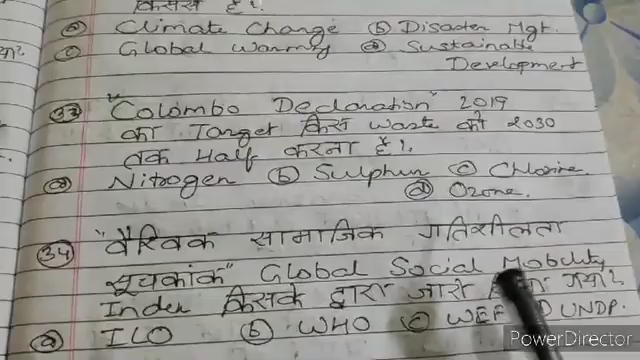 किससे है?
(a) Climate Change (b) Disaster Mgt.
(c) Global Warming (d) Sustainable
Development
(33) "Colombo Declaration" 2019
का Target किस waste को 2030
तक Half करना है?
(a) Nitrogen (b) Sulphur (c) Chlorine
(d) Ozone.
(34) "वैश्विक सामाजिक गतिशीलता
सूचकांक" Global Social Mobility
Index किसके द्वारा जारी गया?
(a) ILO (b) WHO (c) WEF D UNDP.
PowerDirector